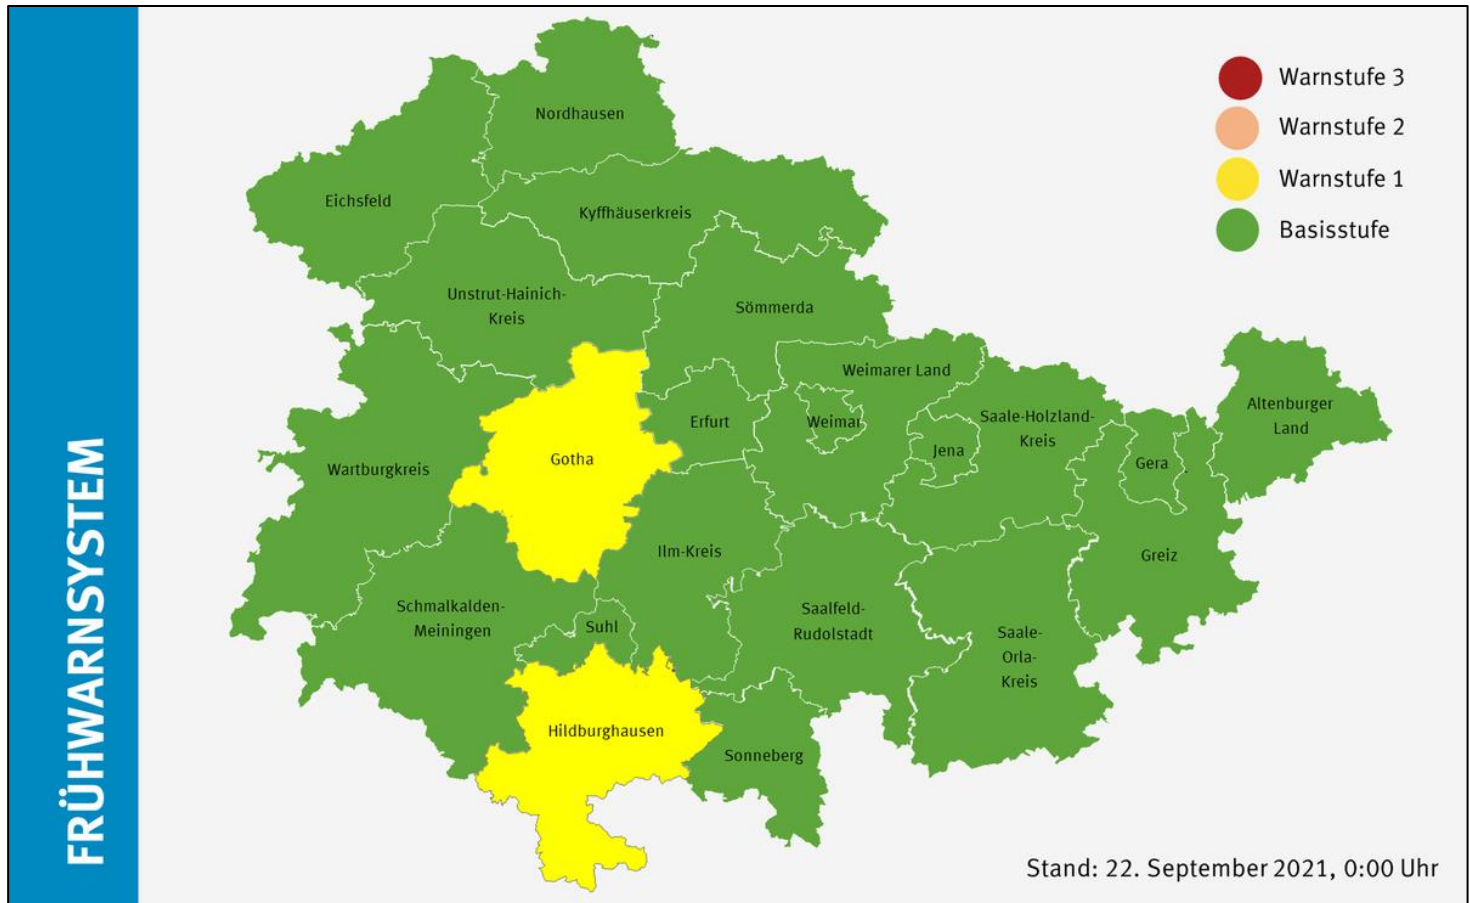 FRÜHWARNSYSTEM
Warnstufe 3
Warnstufe 2
Warnstufe 1
Basisstufe
Nordhausen
Eichsfeld
Kyffhäuserkreis
Unstrut-Hainich-
Kreis
Sömmerda
Weimarer Land
Altenburger
Land
Saale-Holzland-
Kreis
Erfurt
Weimar
Jena
Gera
Gotha
Wartburgkreis
Ilm-Kreis
Greiz
Schmalkalden-
Meiningen
Suhl
Saalfeld-
Rudolstadt
Saale-
Orla-
Kreis
Hildburghausen
Sonneberg
Stand: 22. September 2021, 0:00 Uhr